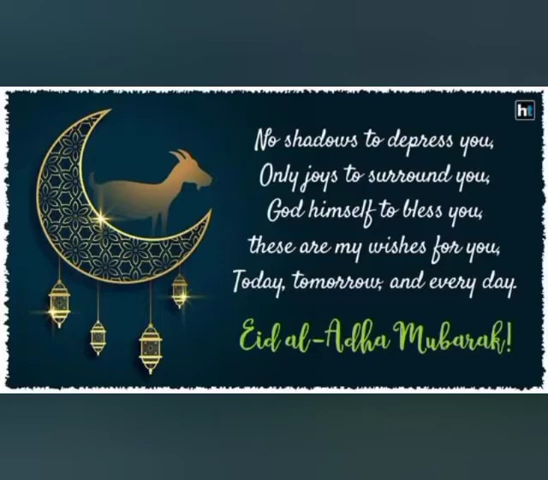 ht
No shadows to depress you,
Only joys to surround you,
God himself to bless you,
these are my wishes for you,
Today, tomorrow, and every day.
Eid al-Adha Mubarak!